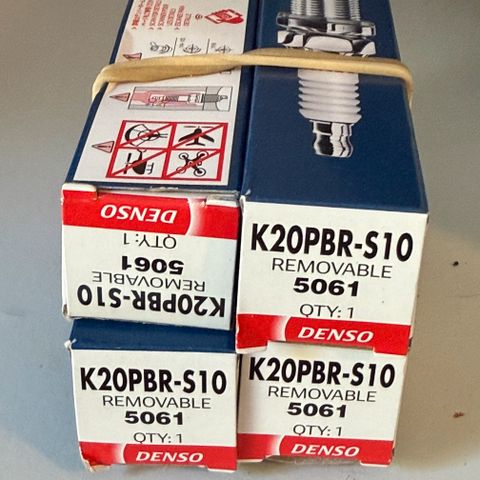 DENSO
QTY: 1
5061
REMOVABLE
K20PBR-S10
K20PBR-S10
REMOVABLE
5061
QTY: 1
DENSO
K20PBR-S10
REMOVABLE
5061
QTY: 1
DENSO
K20PBR-S10
REMOVABLE
5061
QTY: 1
DENSO